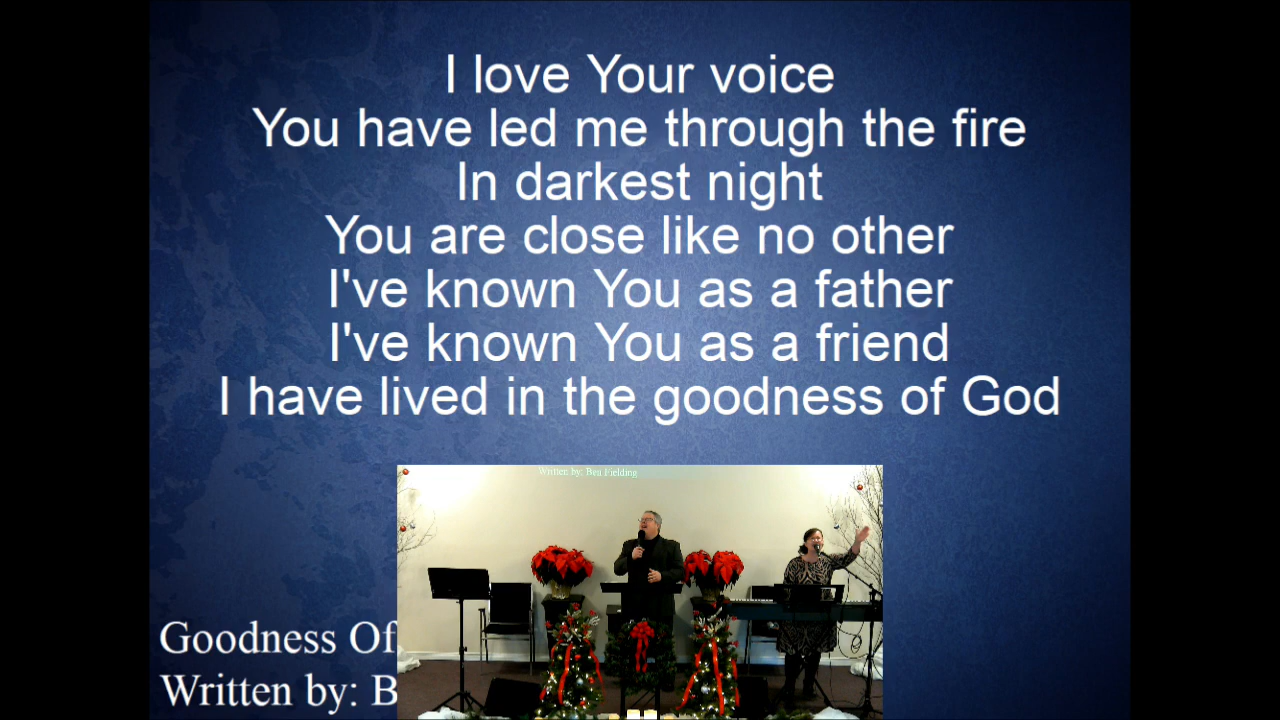 I love Your voice
You have led me through the fire
In darkest night
You are close like no other
I've known You as a father
I've known You as a friend
I have lived in the goodness of God
Written by: Ben Fielding
Goodness Of
Written by: B